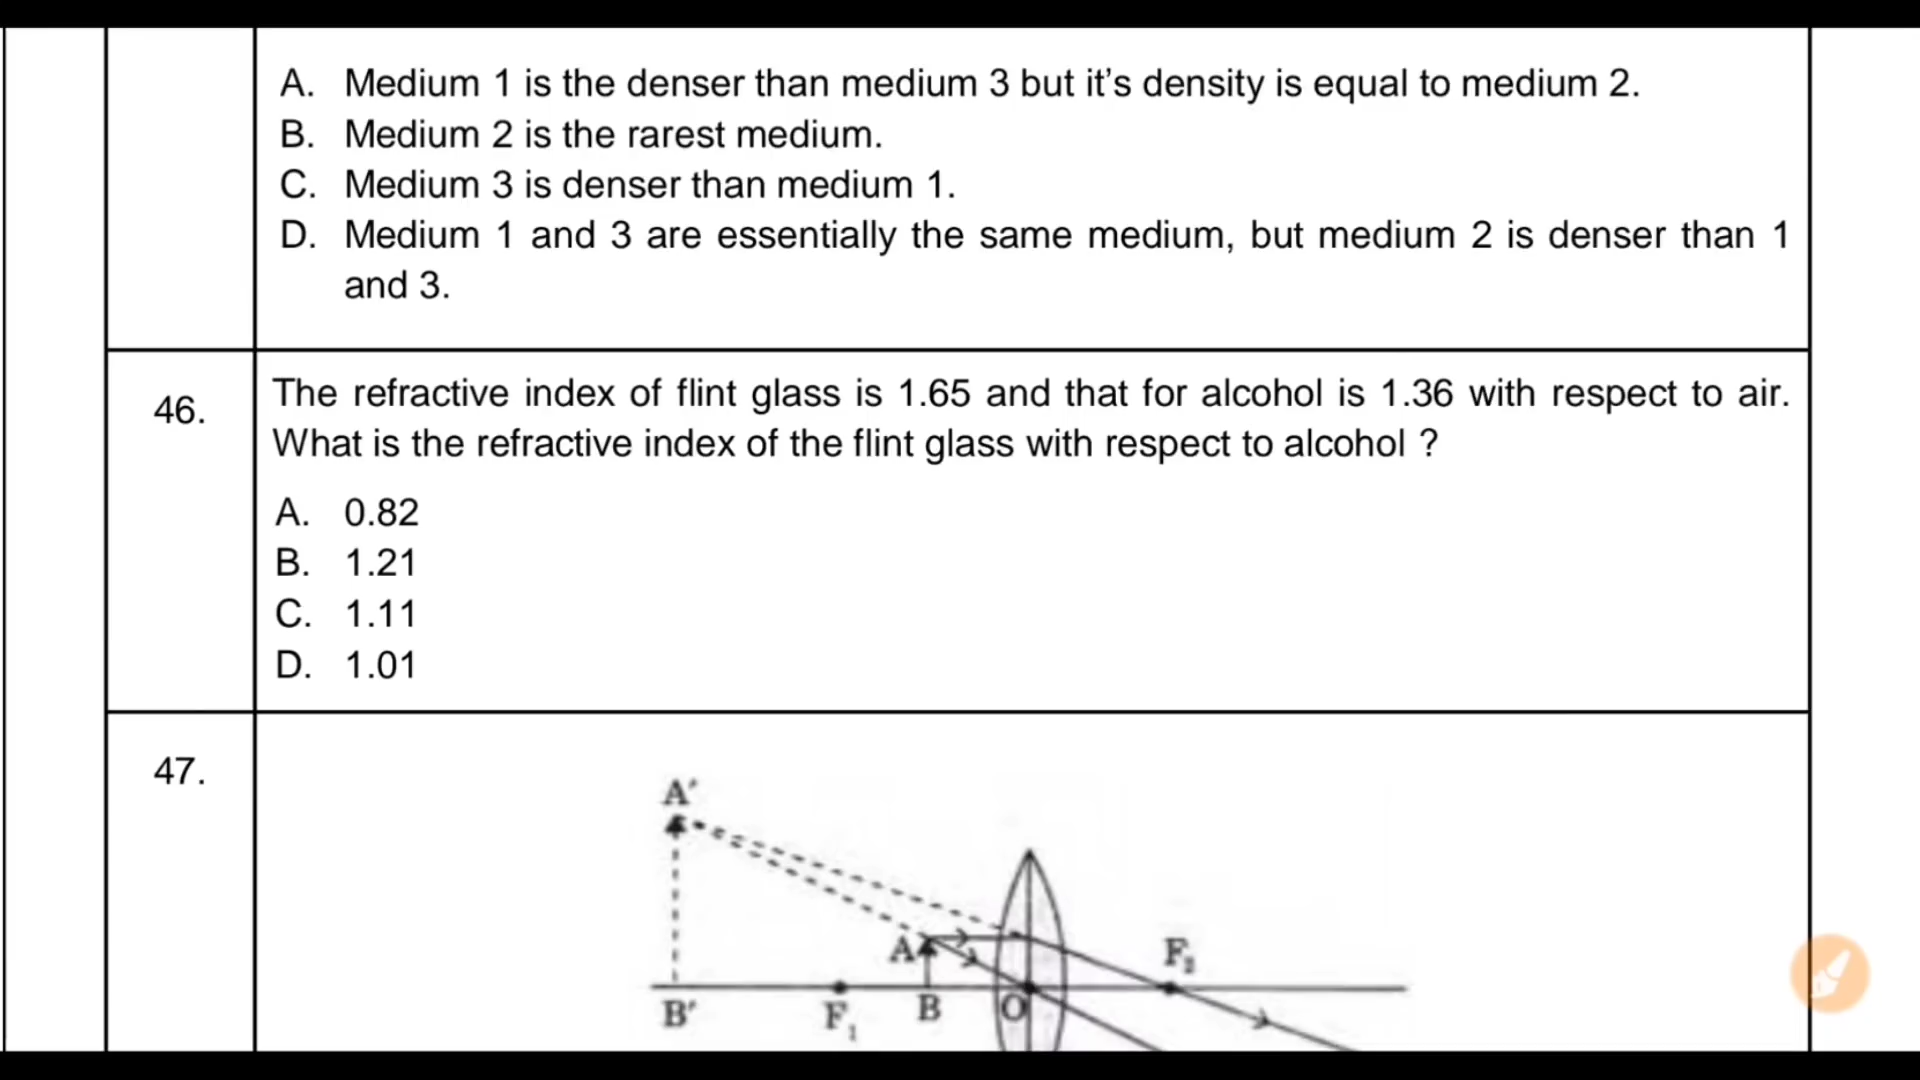 A. Medium 1 is the denser than medium 3 but it's density is equal to medium 2.
B. Medium 2 is the rarest medium.
C. Medium 3 is denser than medium 1.
D. Medium 1 and 3 are essentially the same medium, but medium 2 is denser than 1
and 3.
46. The refractive index of flint glass is 1.65 and that for alcohol is 1.36 with respect to air.
What is the refractive index of the flint glass with respect to alcohol ?
A. 0.82
B. 1.21
C. 1.11
D. 1.01
47.
A'
A F₂
B' F₁ B O